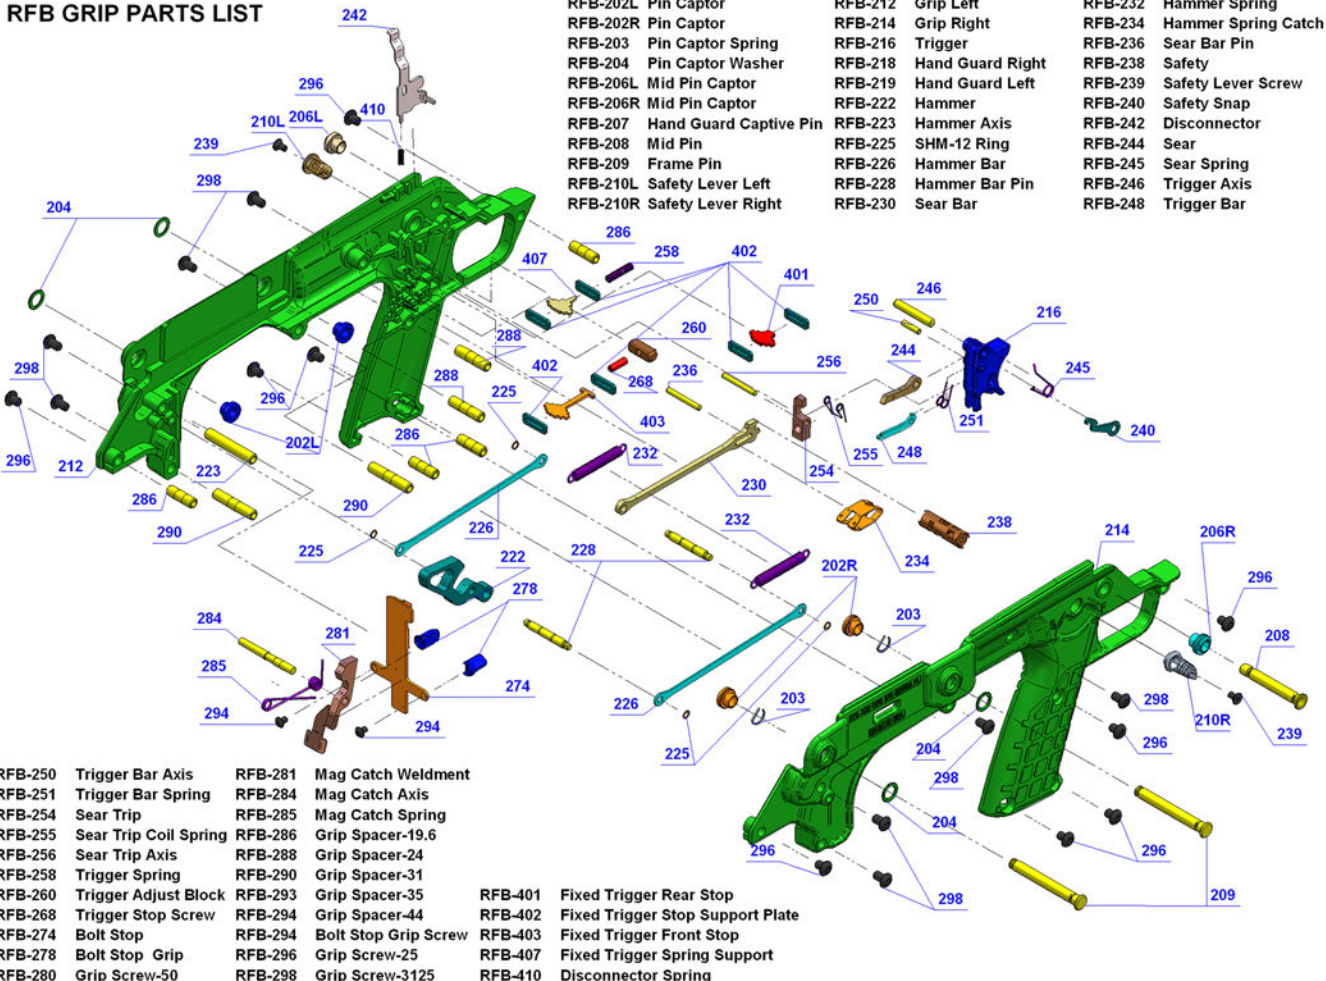 RFB GRIP PARTS LIST
RFB-202L Pin Captor
RFB-202R Pin Captor
RFB-203 Pin Captor Spring
RFB-204 Pin Captor Washer
RFB-206L Mid Pin Captor
RFB-206R Mid Pin Captor
RFB-207 Hand Guard Captive Pin
RFB-208 Mid Pin
RFB-209 Frame Pin
RFB-210L Safety Lever Left
RFB-210R Safety Lever Right
RFB-212 Grip Left
RFB-214 Grip Right
RFB-216 Trigger
RFB-218 Hand Guard Right
RFB-219 Hand Guard Left
RFB-222 Hammer
RFB-223 Hammer Axis
RFB-225 SHM-12 Ring
RFB-226 Hammer Bar
RFB-228 Hammer Bar Pin
RFB-230 Sear Bar
RFB-232 Hammer Spring
RFB-234 Hammer Spring Catch
RFB-236 Sear Bar Pin
RFB-238 Safety
RFB-239 Safety Lever Screw
RFB-240 Safety Snap
RFB-242 Disconnector
RFB-244 Sear
RFB-245 Sear Spring
RFB-246 Trigger Axis
RFB-248 Trigger Bar
242
296
410
210L
206L
239
298
204
286
258
402
407
401
246
250
216
260
288
244
256
298
402
236
268
225
288
245
296
403
251
240
286
202L
232
255
248
254
296
212
223
230
286
290
290
226
232
238
214
206R
225
222
228
234
202R
296
278
203
208
284
281
285
274
226
203
298
210R
239
294
294
204
296
225
298
204
296
296
298
209
RFB-250 Trigger Bar Axis
RFB-251 Trigger Bar Spring
RFB-254 Sear Trip
RFB-255 Sear Trip Coil Spring
RFB-256 Sear Trip Axis
RFB-258 Trigger Spring
RFB-260 Trigger Adjust Block
RFB-268 Trigger Stop Screw
RFB-274 Bolt Stop
RFB-278 Bolt Stop Grip
RFB-280 Grip Screw-50
RFB-281 Mag Catch Weldment
RFB-284 Mag Catch Axis
RFB-285 Mag Catch Spring
RFB-286 Grip Spacer-19.6
RFB-288 Grip Spacer-24
RFB-290 Grip Spacer-31
RFB-293 Grip Spacer-35
RFB-294 Grip Spacer-44
RFB-294 Bolt Stop Grip Screw
RFB-296 Grip Screw-25
RFB-298 Grip Screw-3125
RFB-401 Fixed Trigger Rear Stop
RFB-402 Fixed Trigger Stop Support Plate
RFB-403 Fixed Trigger Front Stop
RFB-407 Fixed Trigger Spring Support
RFB-410 Disconnector Spring